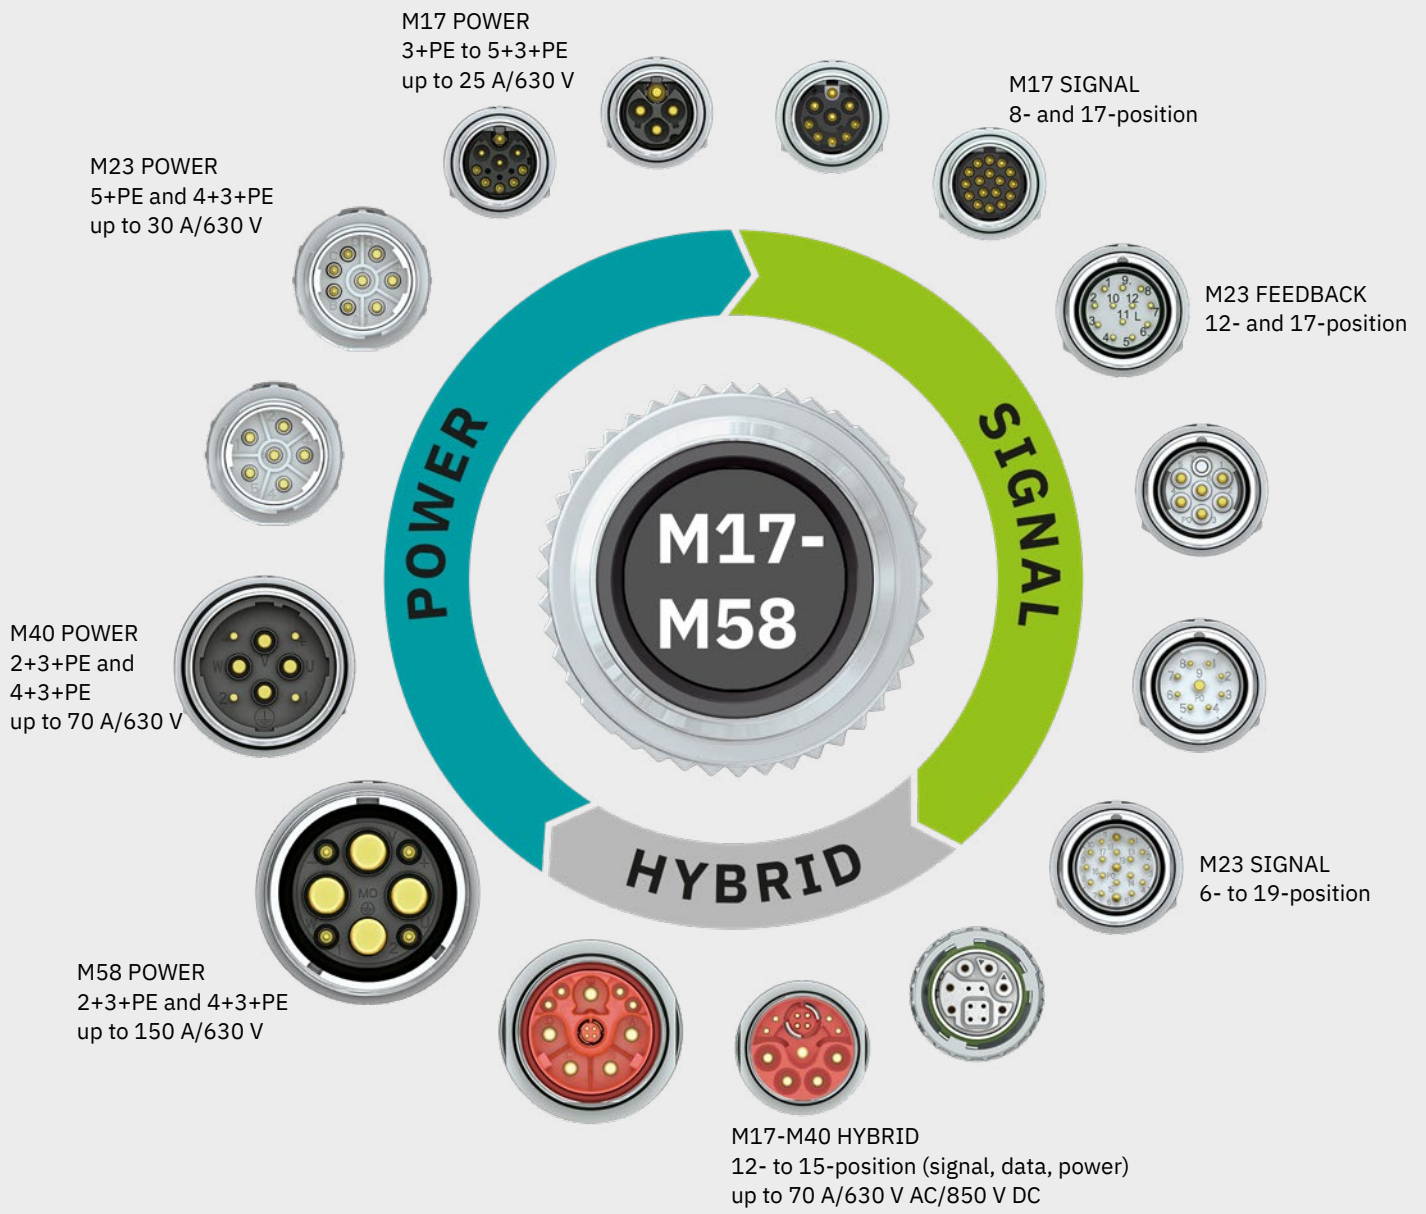 M17 POWER
3+PE to 5+3+PE
up to 25 A/630 V
M17 SIGNAL
8- and 17-position
M23 POWER
5+PE and 4+3+PE
up to 30 A/630 V
M23 FEEDBACK
12- and 17-position
POWER
SIGNAL
HYBRID
M17-
M58
M40 POWER
2+3+PE and
4+3+PE
up to 70 A/630 V
M23 SIGNAL
6- to 19-position
M58 POWER
2+3+PE and 4+3+PE
up to 150 A/630 V
M17-M40 HYBRID
12- to 15-position (signal, data, power)
up to 70 A/630 V AC/850 V DC